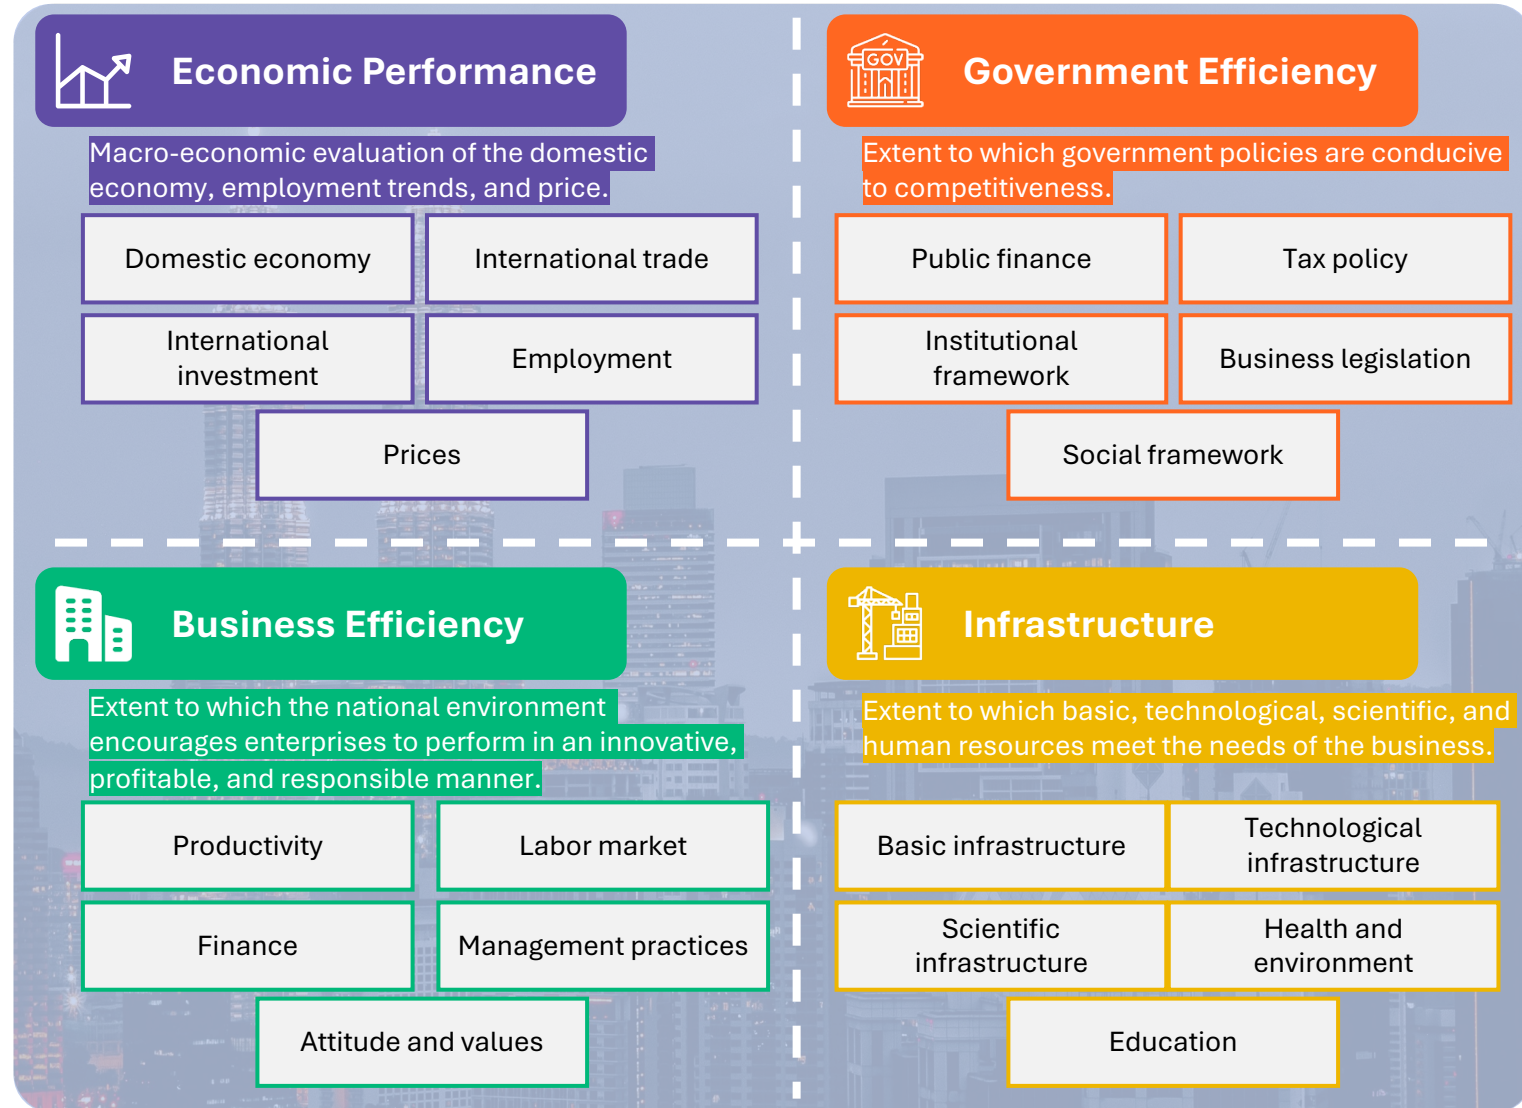 Economic Performance
Macro-economic evaluation of the domestic
economy, employment trends, and price.
Domestic economy
International trade
International
investment
Employment
Prices
GOV
Government Efficiency
Extent to which government policies are conducive
to competitiveness.
Public finance
Tax policy
Institutional
framework
Business legislation
Social framework
Business Efficiency
Extent to which the national environment
encourages enterprises to perform in an innovative,
profitable, and responsible manner.
Productivity
Labor market
Finance
Management practices
Attitude and values
Infrastructure
Extent to which basic, technological, scientific, and
human resources meet the needs of the business.
Basic infrastructure
Technological
infrastructure
Scientific
infrastructure
Health and
environment
Education